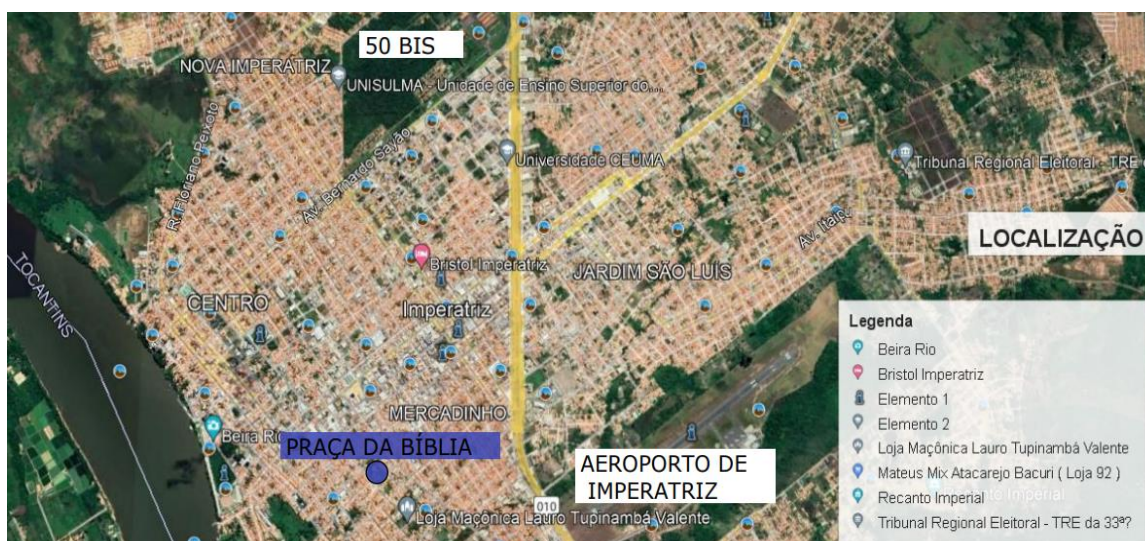 50 BIS
NOVA IMPERATRIZ
UNISULMA - Unidade de Ensino Superior do...
R. Floriano Peixoto
Av. Bernardo Sayão
Universidade CEUMA
Tribunal Regional Eleitoral - TRE
Av. Itaipú
LOCALIZAÇÃO
TOCANTINS
Bristol Imperatriz
JARDIM SÃO LUÍS
CENTRO
Imperatriz
MERCADINHO
Beira Rio
PRAÇA DA BÍBLIA
AEROPORTO DE
IMPERATRIZ
010
Loja Maçônica Lauro Tupinambá Valente
Legenda
Beira Rio
Bristol Imperatriz
Elemento 1
Elemento 2
Loja Maçônica Lauro Tupinambá Valente
Mateus Mix Atacarejo Bacuri ( Loja 92 )
Recanto Imperial
Tribunal Regional Eleitoral - TRE da 33ª?